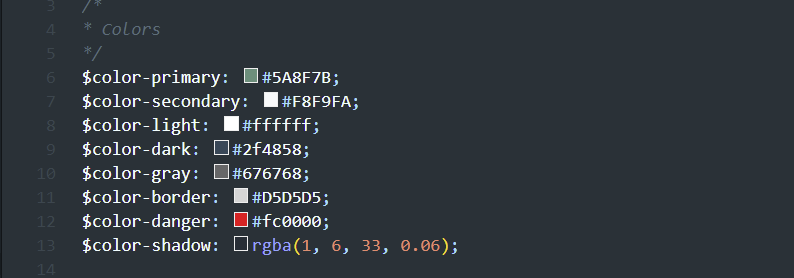 3 /*
4 * Colors
5 */
6 $color-primary: #5A8F7B;
7 $color-secondary: #F8F9FA;
8 $color-light: #ffffff;
9 $color-dark: #2f4858;
10 $color-gray: #676768;
11 $color-border: #D5D5D5;
12 $color-danger: #fc0000;
13 $color-shadow: rgba(1, 6, 33, 0.06);
14